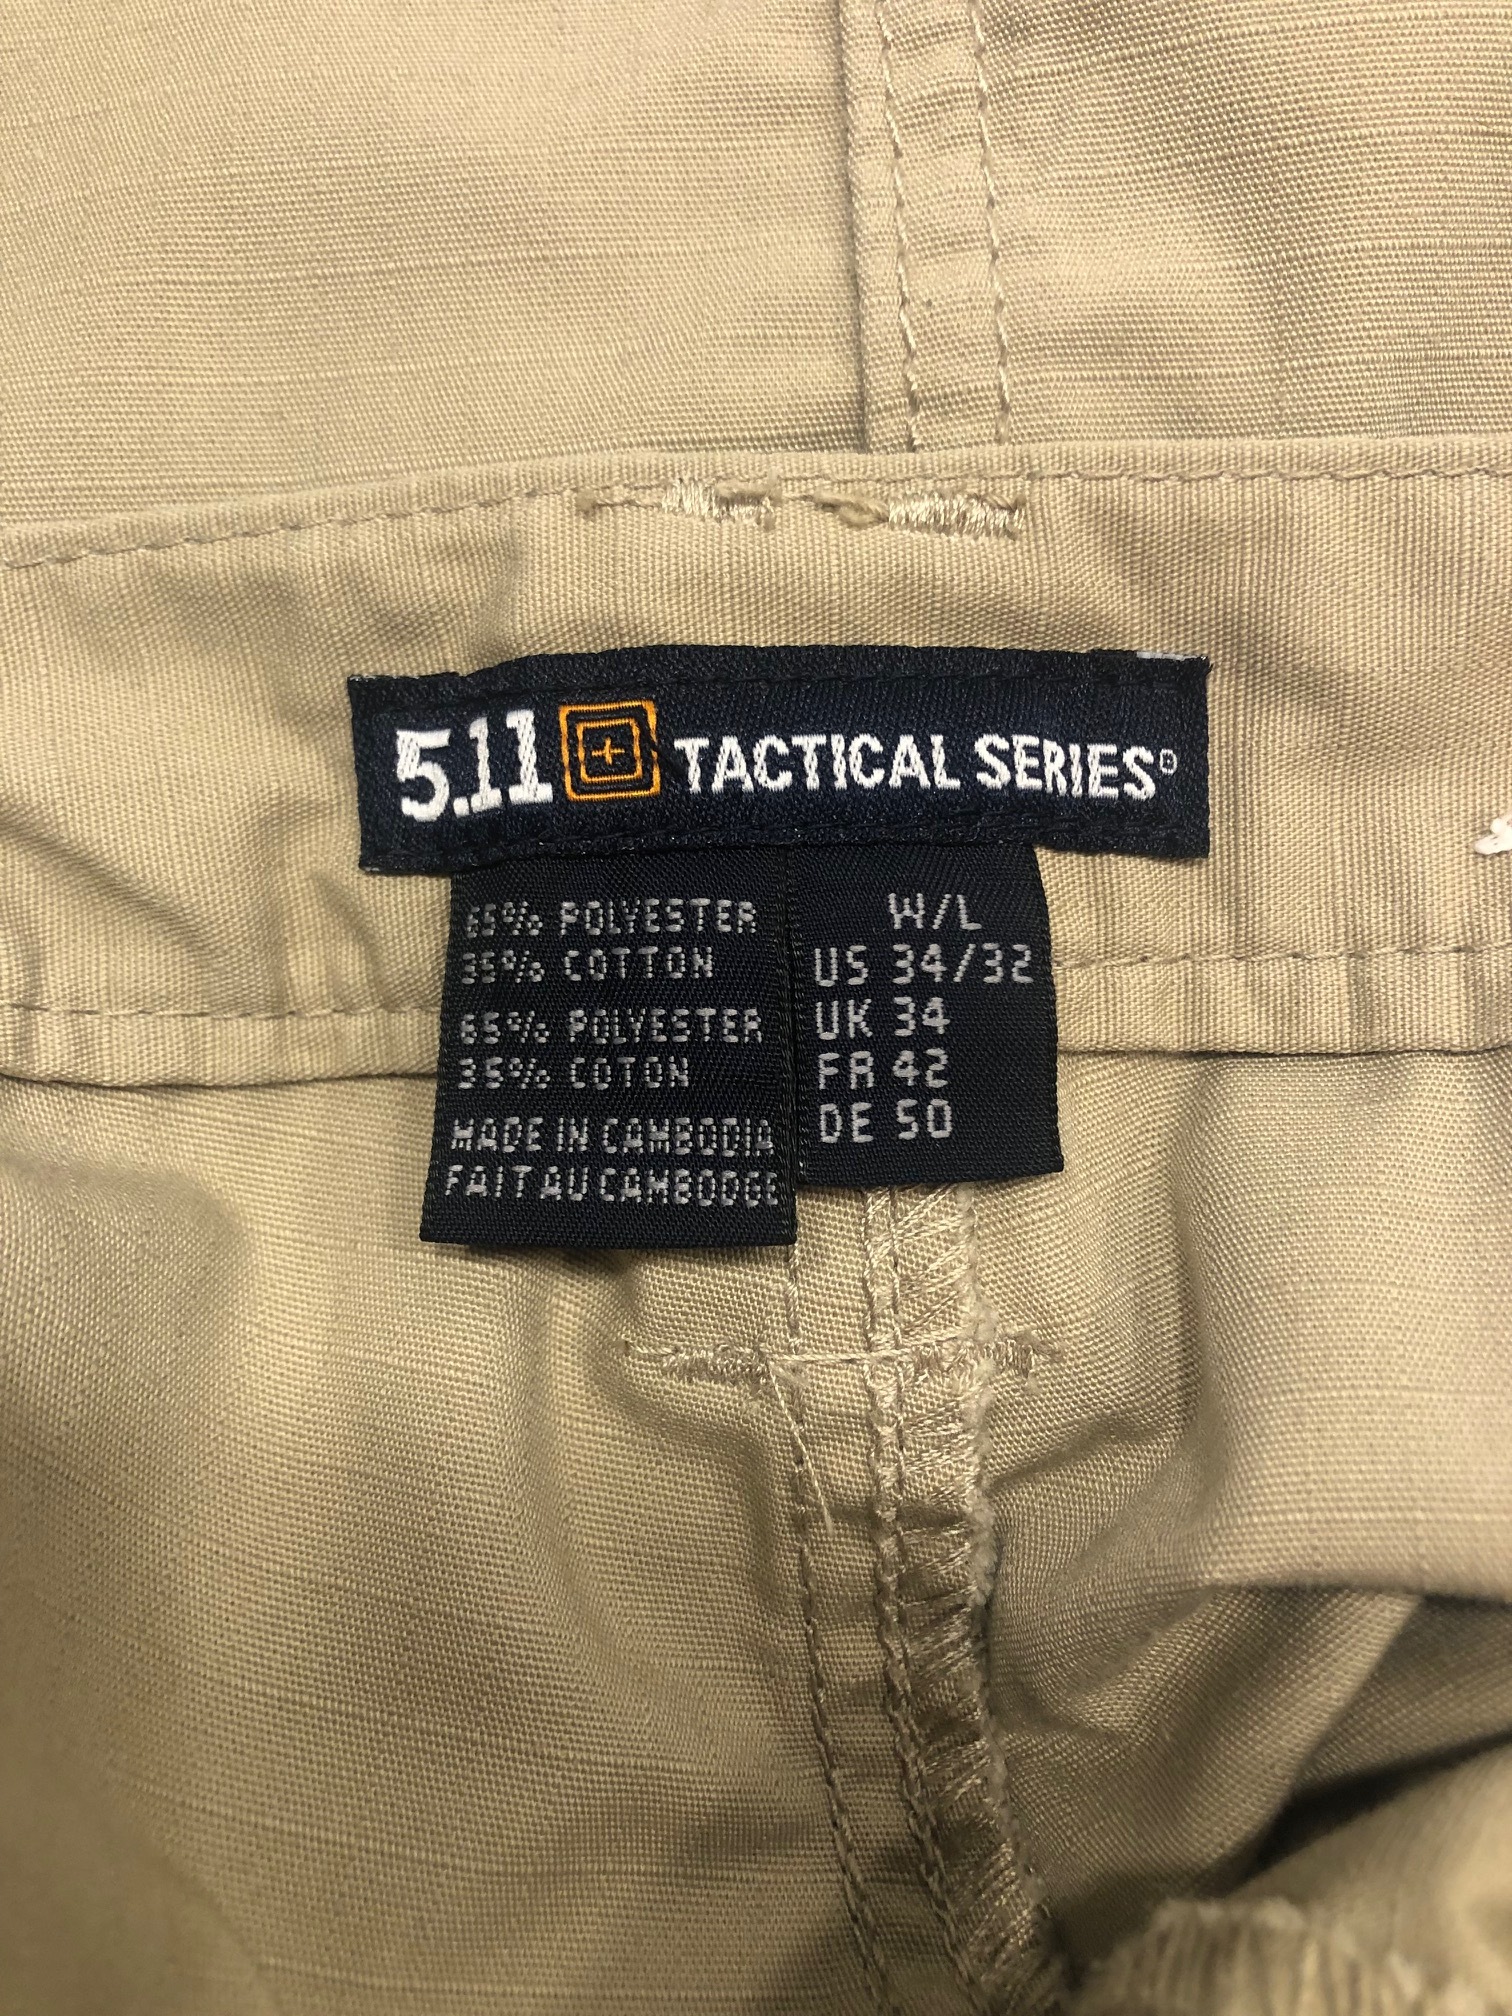 5.11 TACTICAL SERIES
65% POLYESTER
35% COTTON
65% POLYESTER
35% COTON
MADE IN CAMBODIA
FAIT AU CAMBODGE
W/L
US 34/32
UK 34
FR 42
DE 50